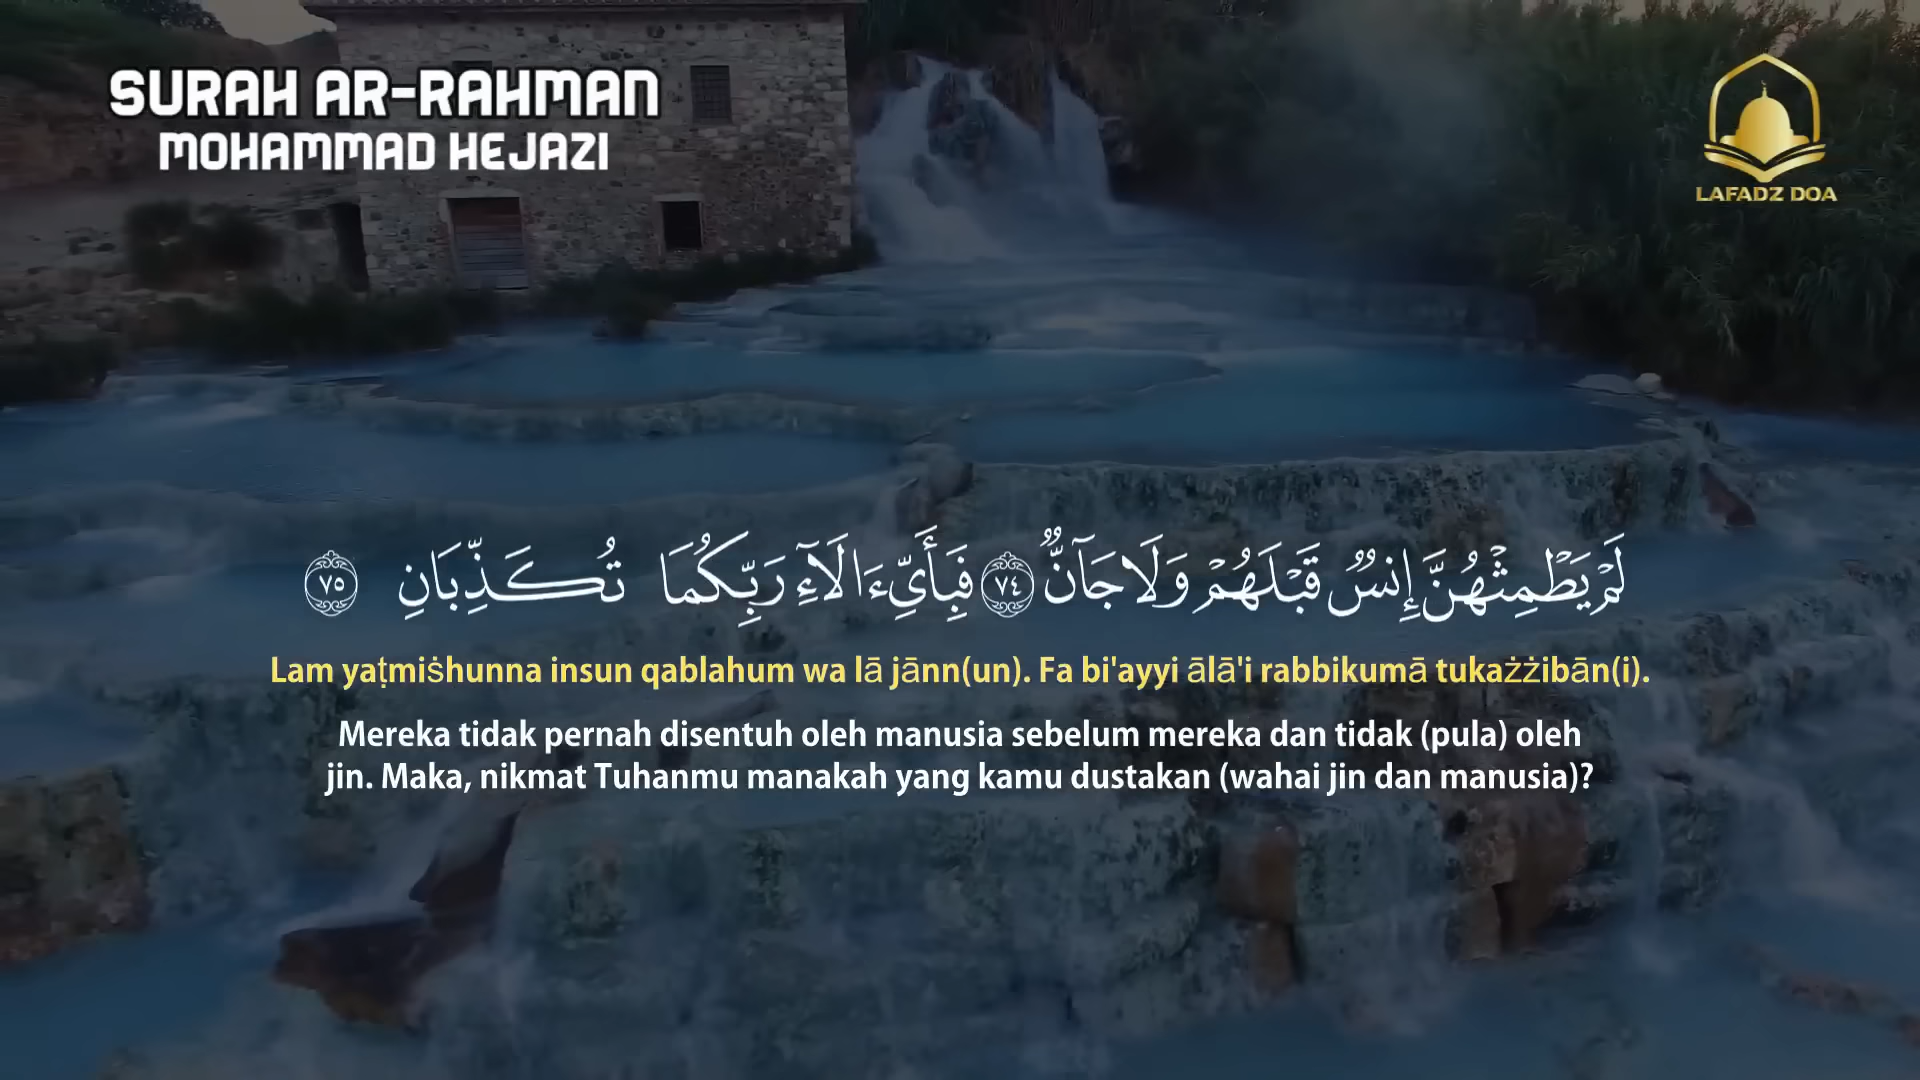 SURAH AR-RAHMAN
MOHAMMAD HEJAZI
LAFADZ DOA
لَمْ يَطْمِثْهُنَّ إِنسٌ قَبْلَهُمْ وَلَا جَآنٌّ ٧٤ فَبِأَيِّ ءَالَآءِ رَبِّكُمَا تُكَذِّبَانِ ٧٥
Lam yaṭmiṡhunna insun qablahum wa lā jānn(un). Fa bi'ayyi ālā'i rabbikumā tukażżibān(i).
Mereka tidak pernah disentuh oleh manusia sebelum mereka dan tidak (pula) oleh
jin. Maka, nikmat Tuhanmu manakah yang kamu dustakan (wahai jin dan manusia)?